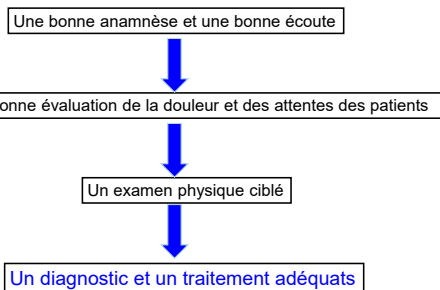 Une bonne anamnèse et une bonne écoute
onne évaluation de la douleur et des attentes des patients
Un examen physique ciblé
Un diagnostic et un traitement adéquats